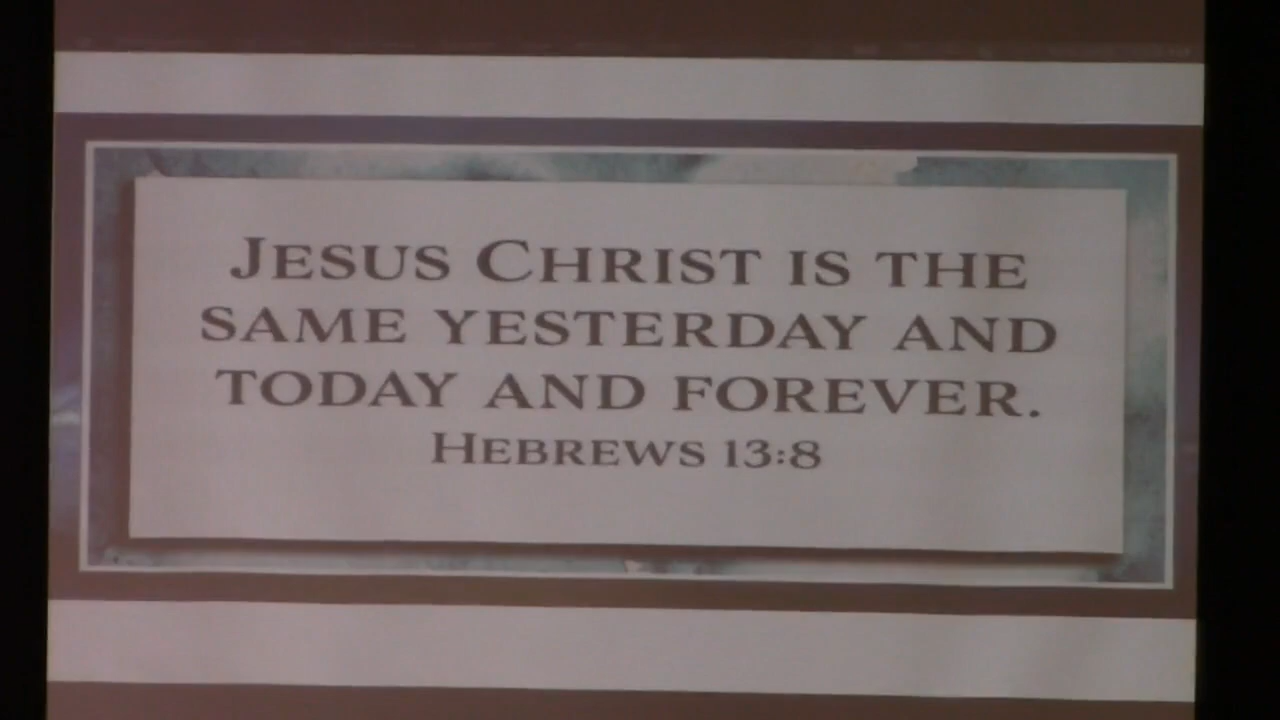 JESUS CHRIST IS THE
SAME YESTERDAY AND
TODAY AND FOREVER.
HEBREWS 13:8